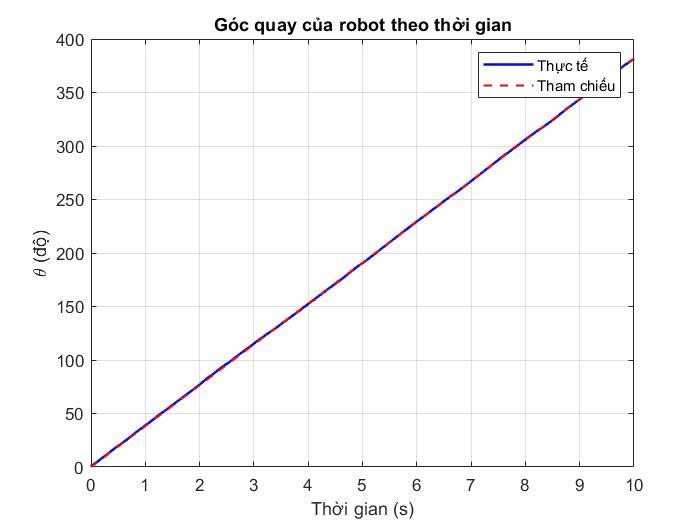 Góc quay của robot theo thời gian
Thực tế
Tham chiếu
θ (độ)
400
350
300
250
200
150
100
50
0
0 1 2 3 4 5 6 7 8 9 10
Thời gian (s)